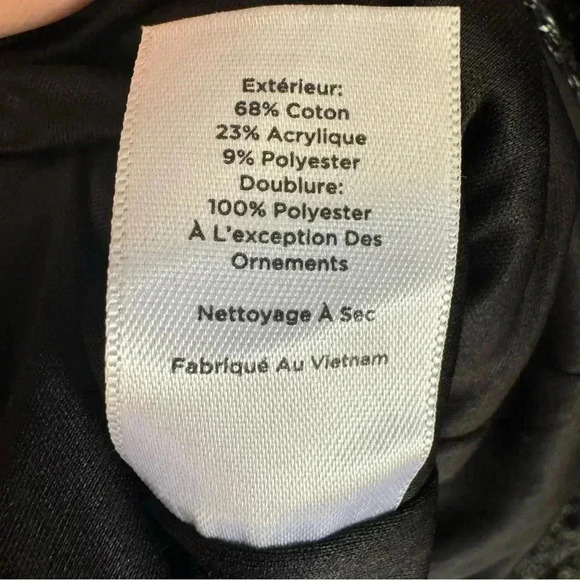 Extérieur:
68% Coton
23% Acrylique
9% Polyester
Doublure:
100% Polyester
À L'exception Des
Ornements
Nettoyage À Sec
Fabriqué Au Vietnam